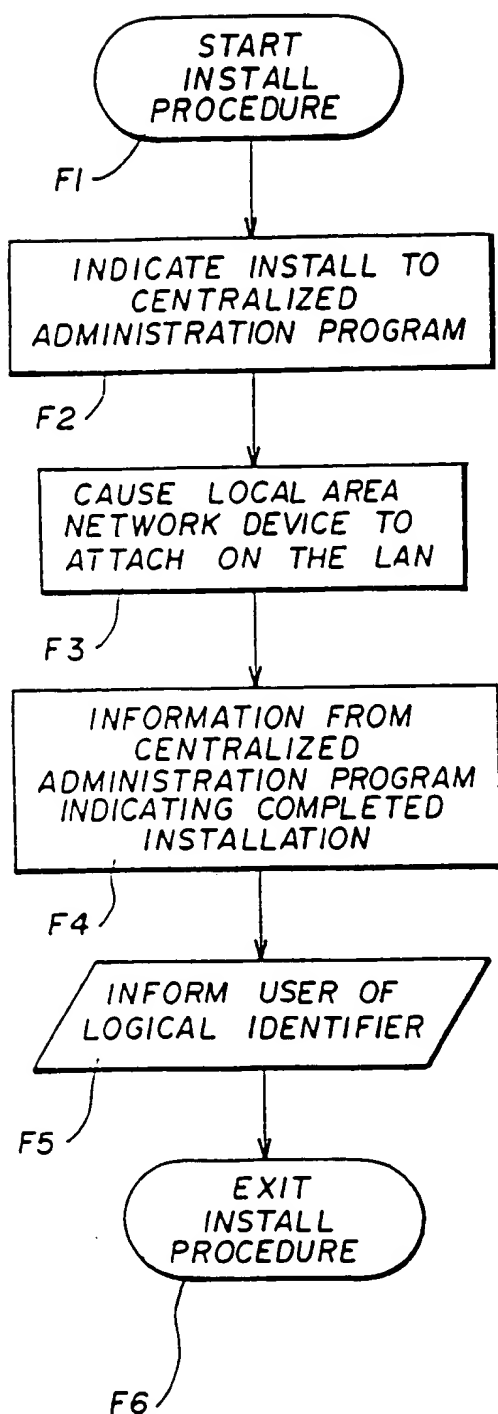 START
INSTALL
PROCEDURE
F1
INDICATE INSTALL TO
CENTRALIZED
ADMINISTRATION PROGRAM
F2
CAUSE LOCAL AREA
NETWORK DEVICE TO
ATTACH ON THE LAN
F3
INFORMATION FROM
CENTRALIZED
ADMINISTRATION PROGRAM
INDICATING COMPLETED
INSTALLATION
F4
INFORM USER OF
LOGICAL IDENTIFIER
F5
EXIT
INSTALL
PROCEDURE
F6